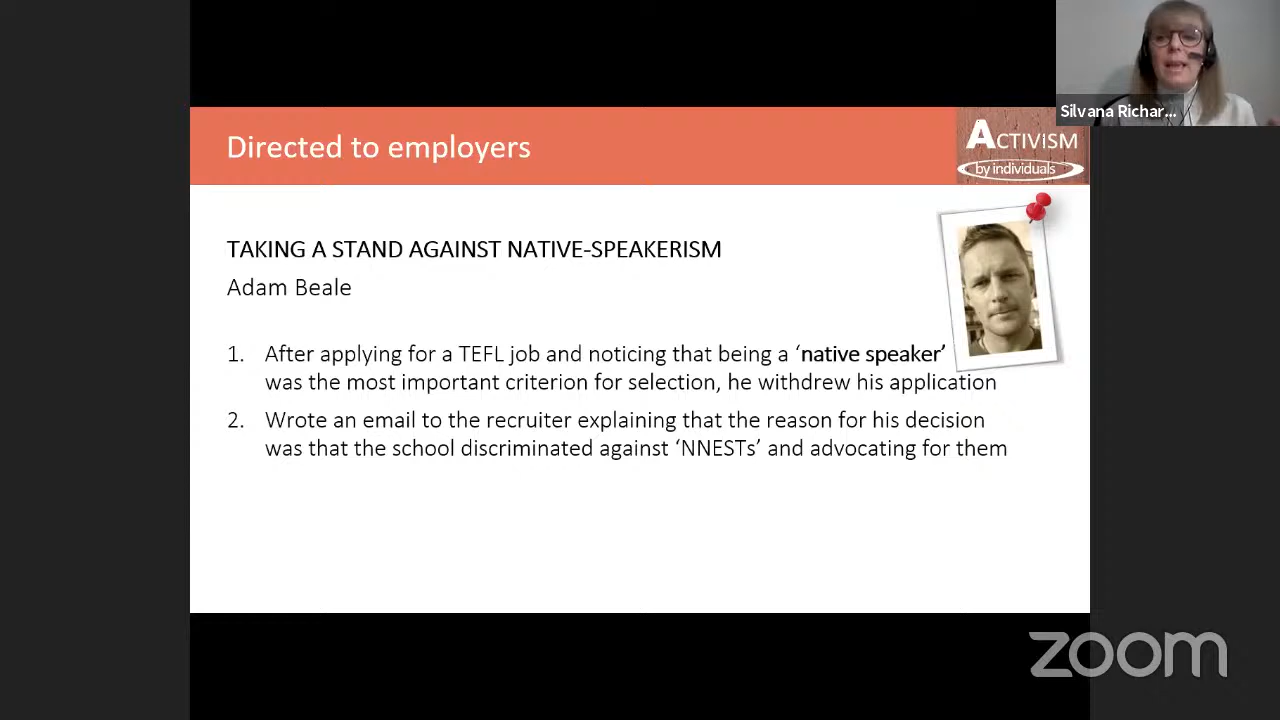 Silvana Richar...
Directed to employers
ACTIVISM
by individuals
TAKING A STAND AGAINST NATIVE-SPEAKERISM
Adam Beale
1. After applying for a TEFL job and noticing that being a ‘native speaker’
was the most important criterion for selection, he withdrew his application
2. Wrote an email to the recruiter explaining that the reason for his decision
was that the school discriminated against ‘NNESTs’ and advocating for them
zoom